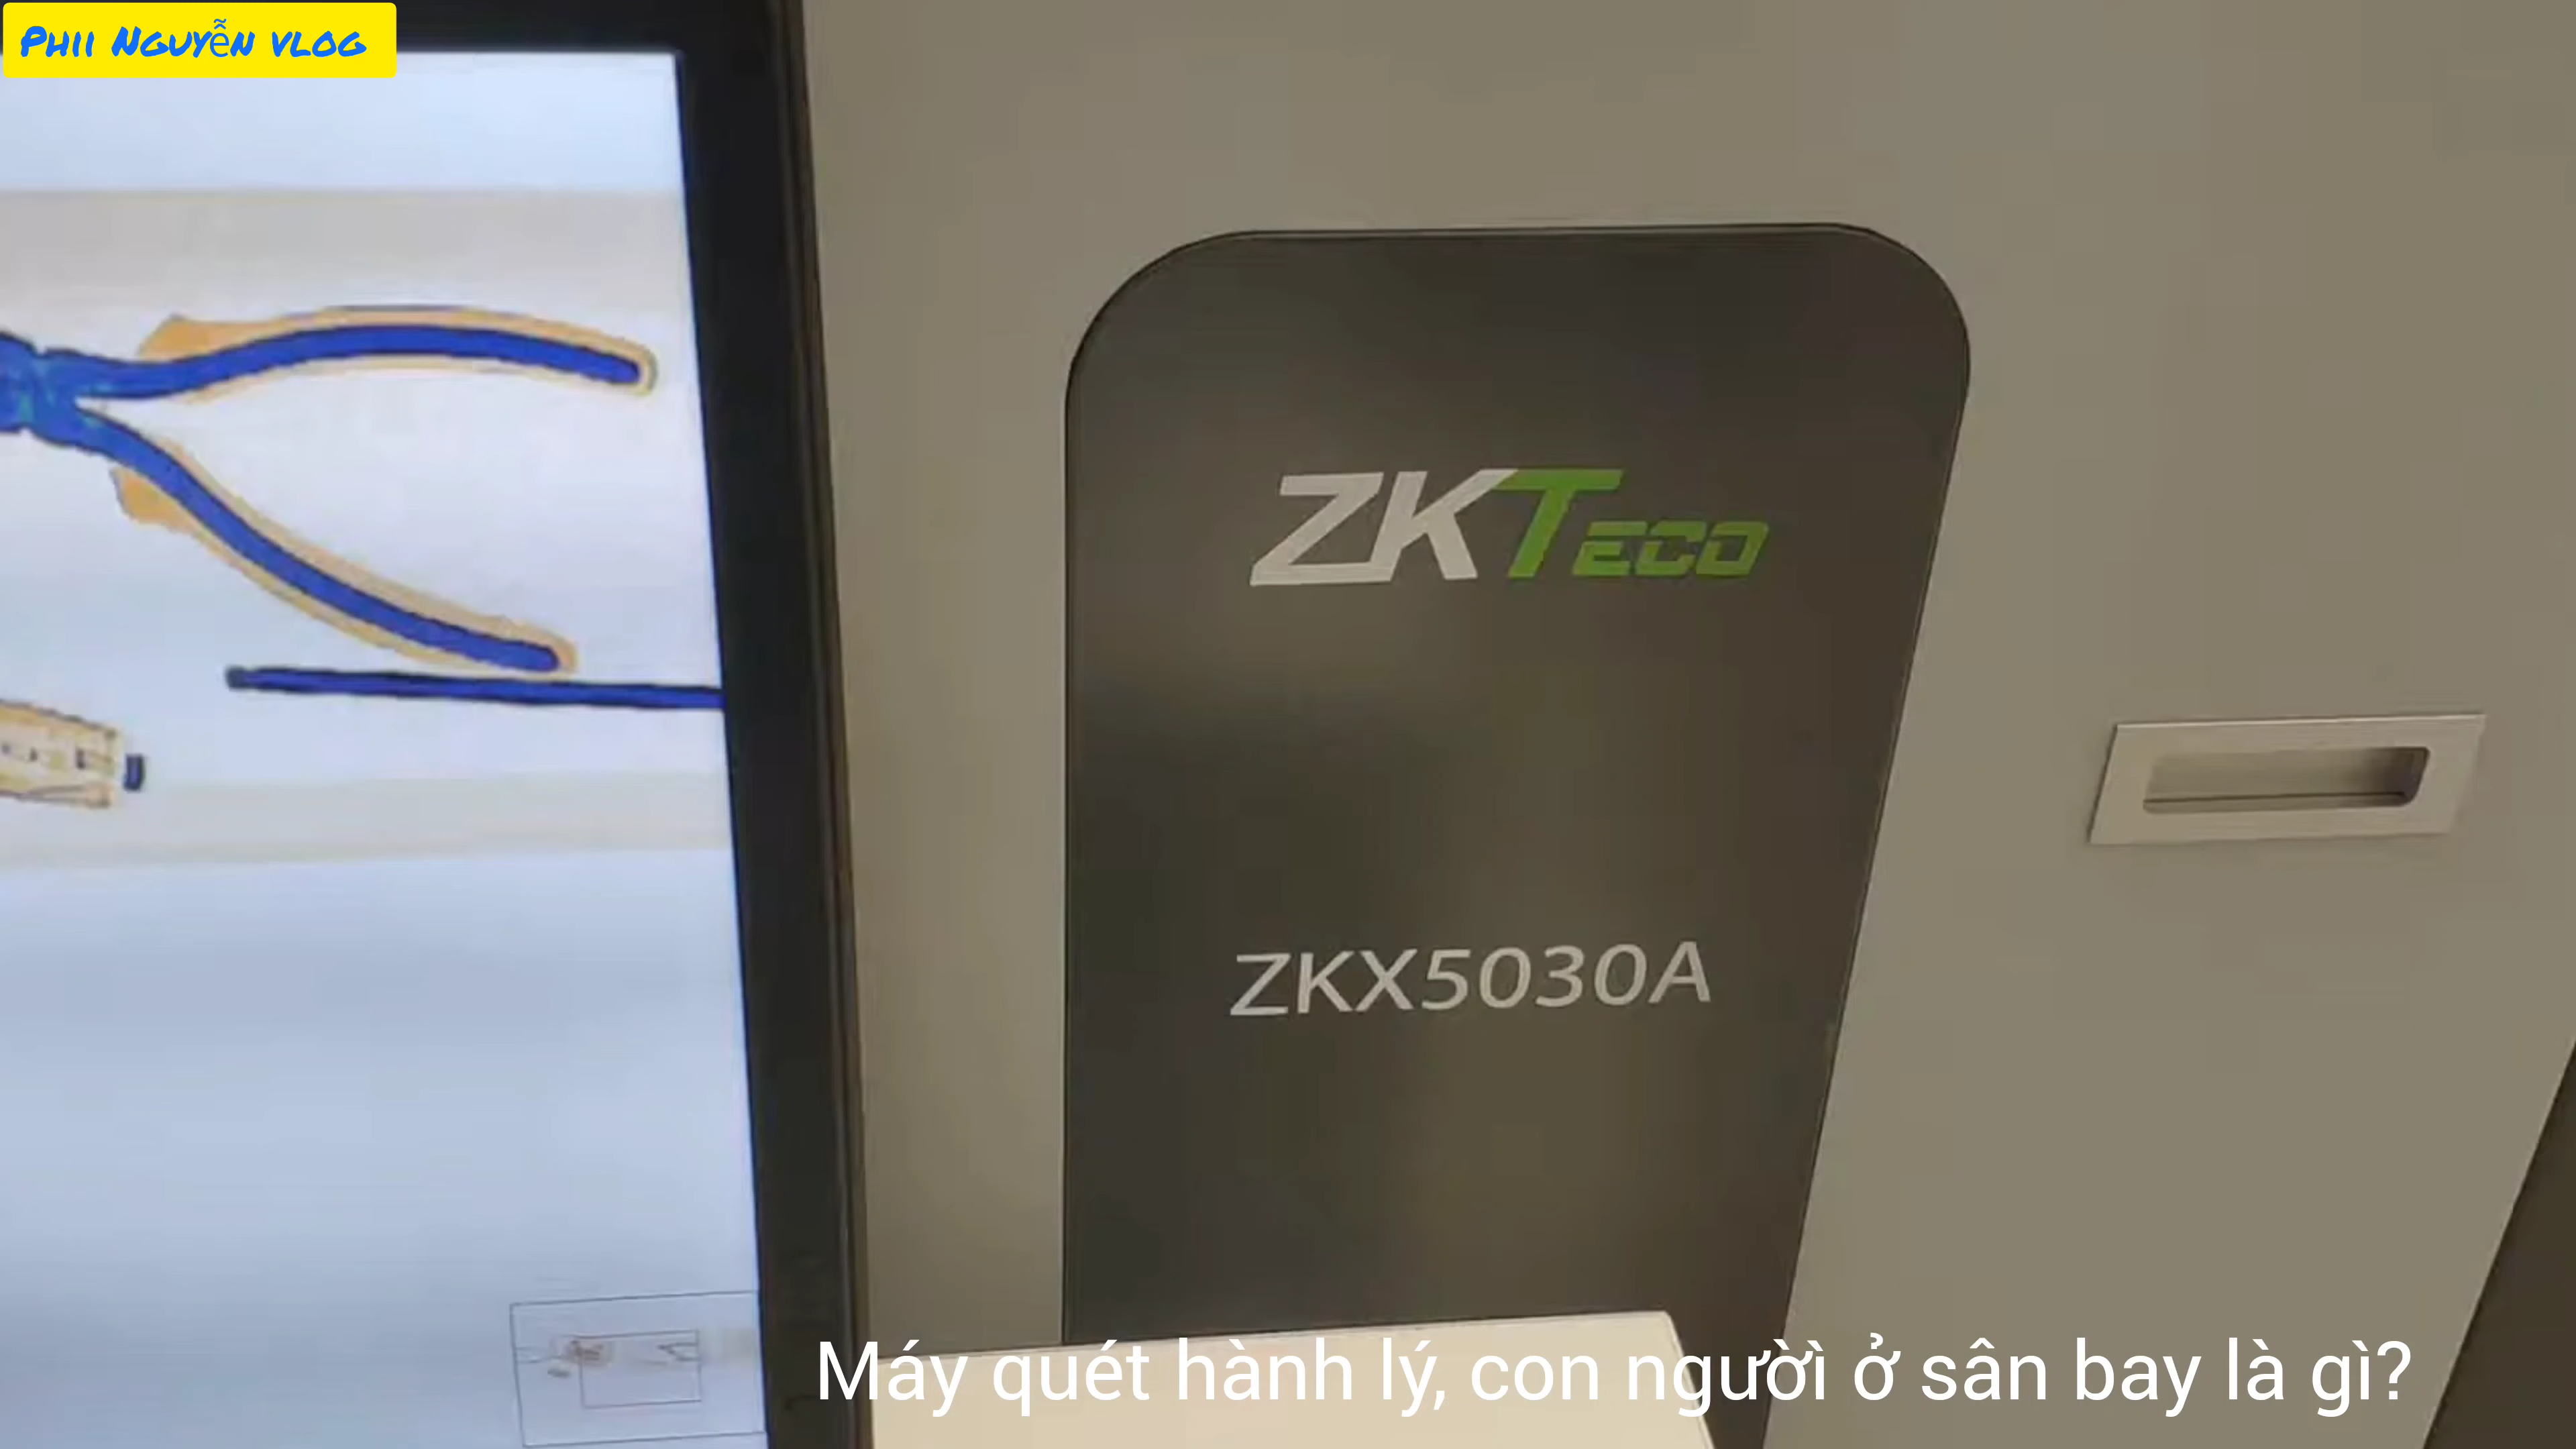 Phii Nguyễn vlog
ZKTECO
ZKX5030A
Máy quét hành lý, con người ở sân bay là gì?